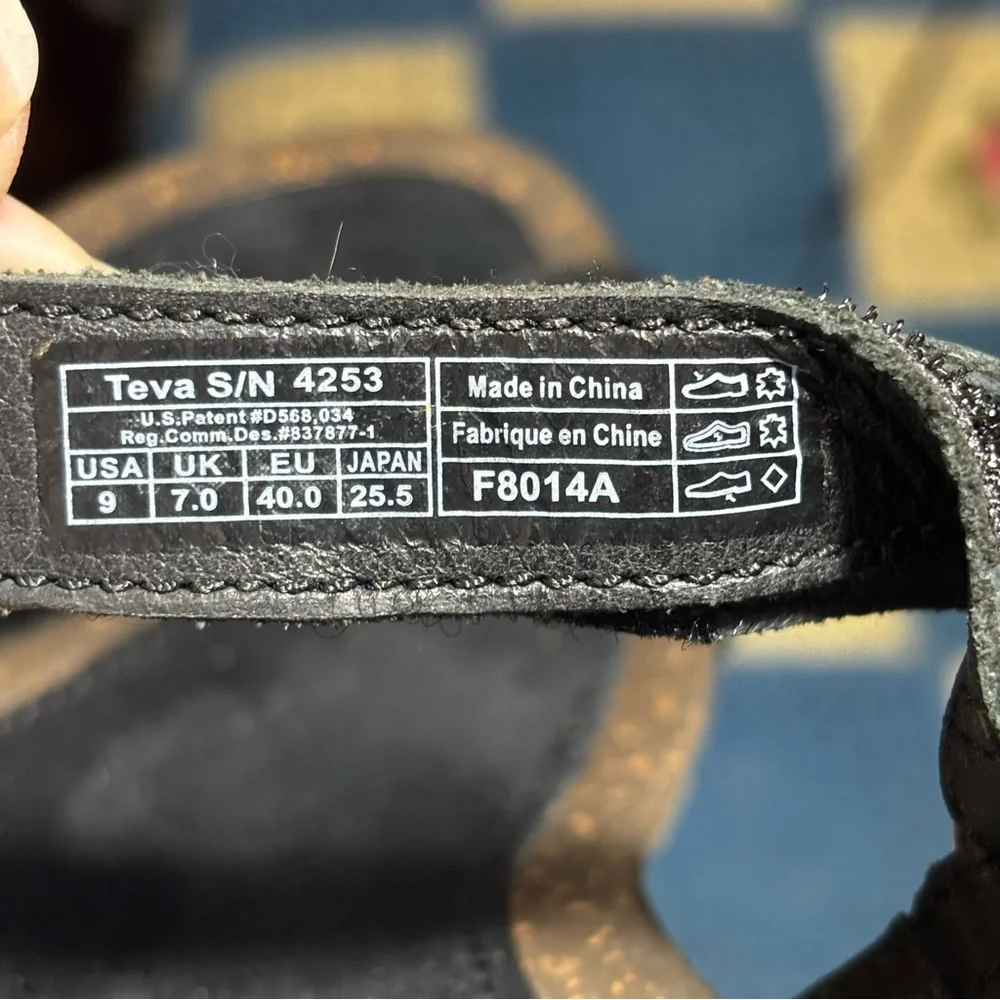 Teva S/N 4253
U.S.Patent #D568,034
Reg.Comm.Des.#837877-1
USA UK EU JAPAN
9 7.0 40.0 25.5
Made in China
Fabrique en Chine
F8014A